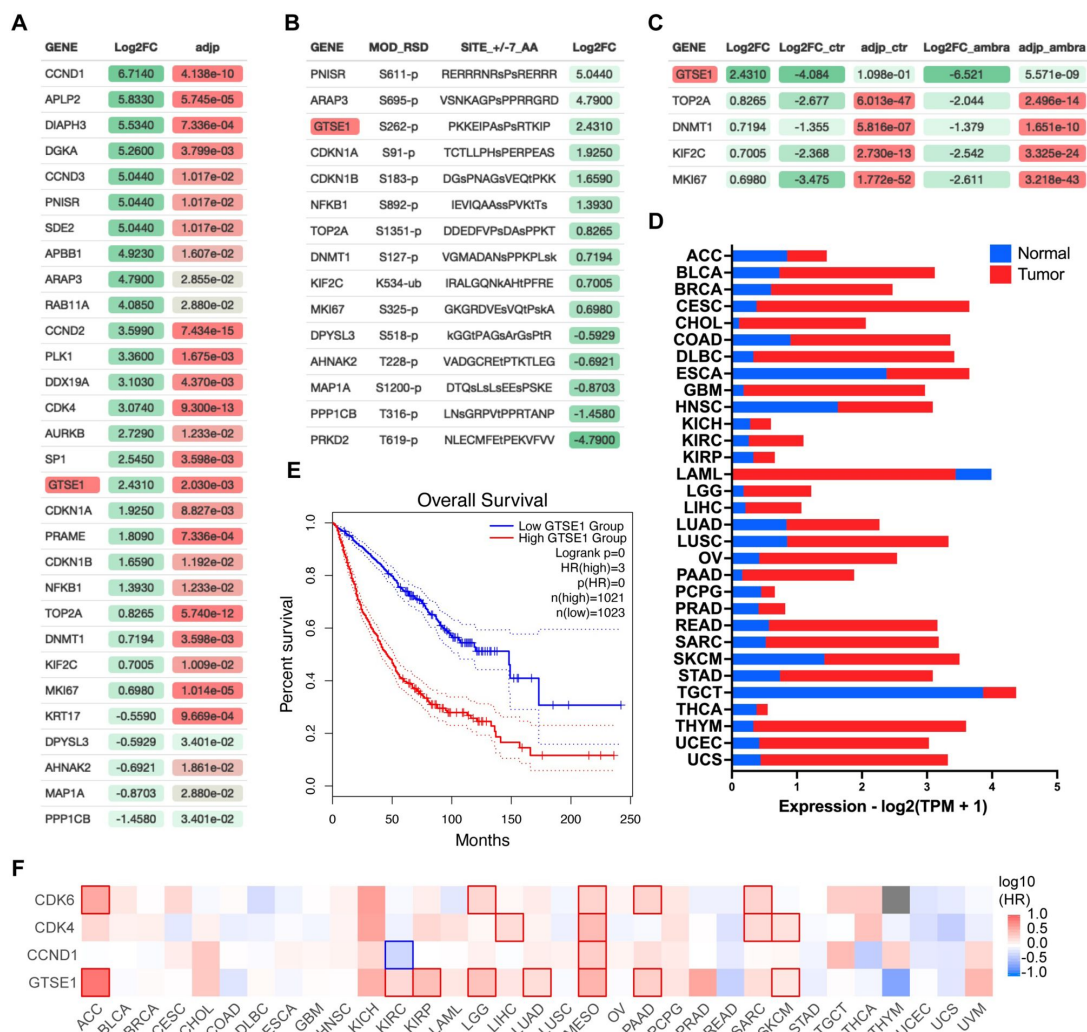 A
GENE Log2FC adjp
CCND1 6.7140 4.138e-10
APLP2 5.8330 5.745e-05
DIAPH3 5.5340 7.336e-04
DGKA 5.2600 3.799e-03
CCND3 5.0440 1.017e-02
PNISR 5.0440 1.017e-02
SDE2 5.0440 1.017e-02
APBB1 4.9230 1.607e-02
ARAP3 4.7900 2.855e-02
RAB11A 4.0850 2.880e-02
CCND2 3.5990 7.434e-15
PLK1 3.3600 1.675e-03
DDX19A 3.1030 4.370e-03
CDK4 3.0740 9.300e-13
AURKB 2.7290 1.233e-02
SP1 2.5450 3.598e-03
GTSE1 2.4310 2.030e-03
CDKN1A 1.9250 8.827e-03
PRAME 1.8090 7.336e-04
CDKN1B 1.6590 1.192e-02
NFKB1 1.3930 1.233e-02
TOP2A 0.8265 5.740e-12
DNMT1 0.7194 3.598e-03
KIF2C 0.7005 1.009e-02
MKI67 0.6980 1.014e-05
KRT17 -0.5590 9.669e-04
DPYSL3 -0.5929 3.401e-02
AHNAK2 -0.6921 1.861e-02
MAP1A -0.8703 2.880e-02
PPP1CB -1.4580 3.401e-02
B
GENE MOD_RSD SITE_+/-7_AA Log2FC
PNISR S611-p RERRRNRsPsRERRR 5.0440
ARAP3 S695-p VSNKAGPsPPRRGRD 4.7900
GTSE1 S262-p PKKEIPAsPsRTKIP 2.4310
CDKN1A S91-p TCTLLPHsPERPEAS 1.9250
CDKN1B S183-p DGsPNAGsVEQtPKK 1.6590
NFKB1 S892-p IEVIQAAssPVKtTs 1.3930
TOP2A S1351-p DDEDFVPsDAsPPKT 0.8265
DNMT1 S127-p VGMADANsPPKPLsk 0.7194
KIF2C K534-ub IRALGQNkAHtPFRE 0.7005
MKI67 S325-p GKGRDVEsVQtPskA 0.6980
DPYSL3 S518-p kGGtPAGsArGsPtR -0.5929
AHNAK2 T228-p VADGCREtPTKTLEG -0.6921
MAP1A S1200-p DTQsLsLsEEsPSKE -0.8703
PPP1CB T316-p LNsGRPVtPPRTANP -1.4580
PRKD2 T619-p NLECMFEtPEKVFVV -4.7900
C
GENE Log2FC Log2FC_ctr adjp_ctr Log2FC_ambra adjp_ambra
GTSE1 2.4310 -4.084 1.098e-01 -6.521 5.571e-09
TOP2A 0.8265 -2.677 6.013e-47 -2.044 2.496e-14
DNMT1 0.7194 -1.355 5.816e-07 -1.379 1.651e-10
KIF2C 0.7005 -2.368 2.730e-13 -2.542 3.325e-24
MKI67 0.6980 -3.475 1.772e-52 -2.611 3.218e-43
D
Normal
Tumor
ACC
BLCA
BRCA
CESC
CHOL
COAD
DLBC
ESCA
GBM
HNSC
KICH
KIRC
KIRP
LAML
LGG
LIHC
LUAD
LUSC
OV
PAAD
PCPG
PRAD
READ
SARC
SKCM
STAD
TGCT
THCA
THYM
UCEC
UCS
0 1 2 3 4 5
Expression - log2(TPM + 1)
E
Overall Survival
Low GTSE1 Group
High GTSE1 Group
Logrank p=0
HR(high)=3
p(HR)=0
n(high)=1021
n(low)=1023
Percent survival
1.0
0.8
0.6
0.4
0.2
0.0
0 50 100 150 200 250
Months
F
CDK6
CDK4
CCND1
GTSE1
log10
(HR)
1.0
0.5
0.0
-0.5
-1.0
ACC BLCA BRCA CESC CHOL COAD DLBC ESCA GBM HNSC KICH KIRC KIRP LAML LGG LIHC LUAD LUSC MESO OV PAAD PCPG PRAD READ SARC SKCM STAD TGCT THCA UCS UVM